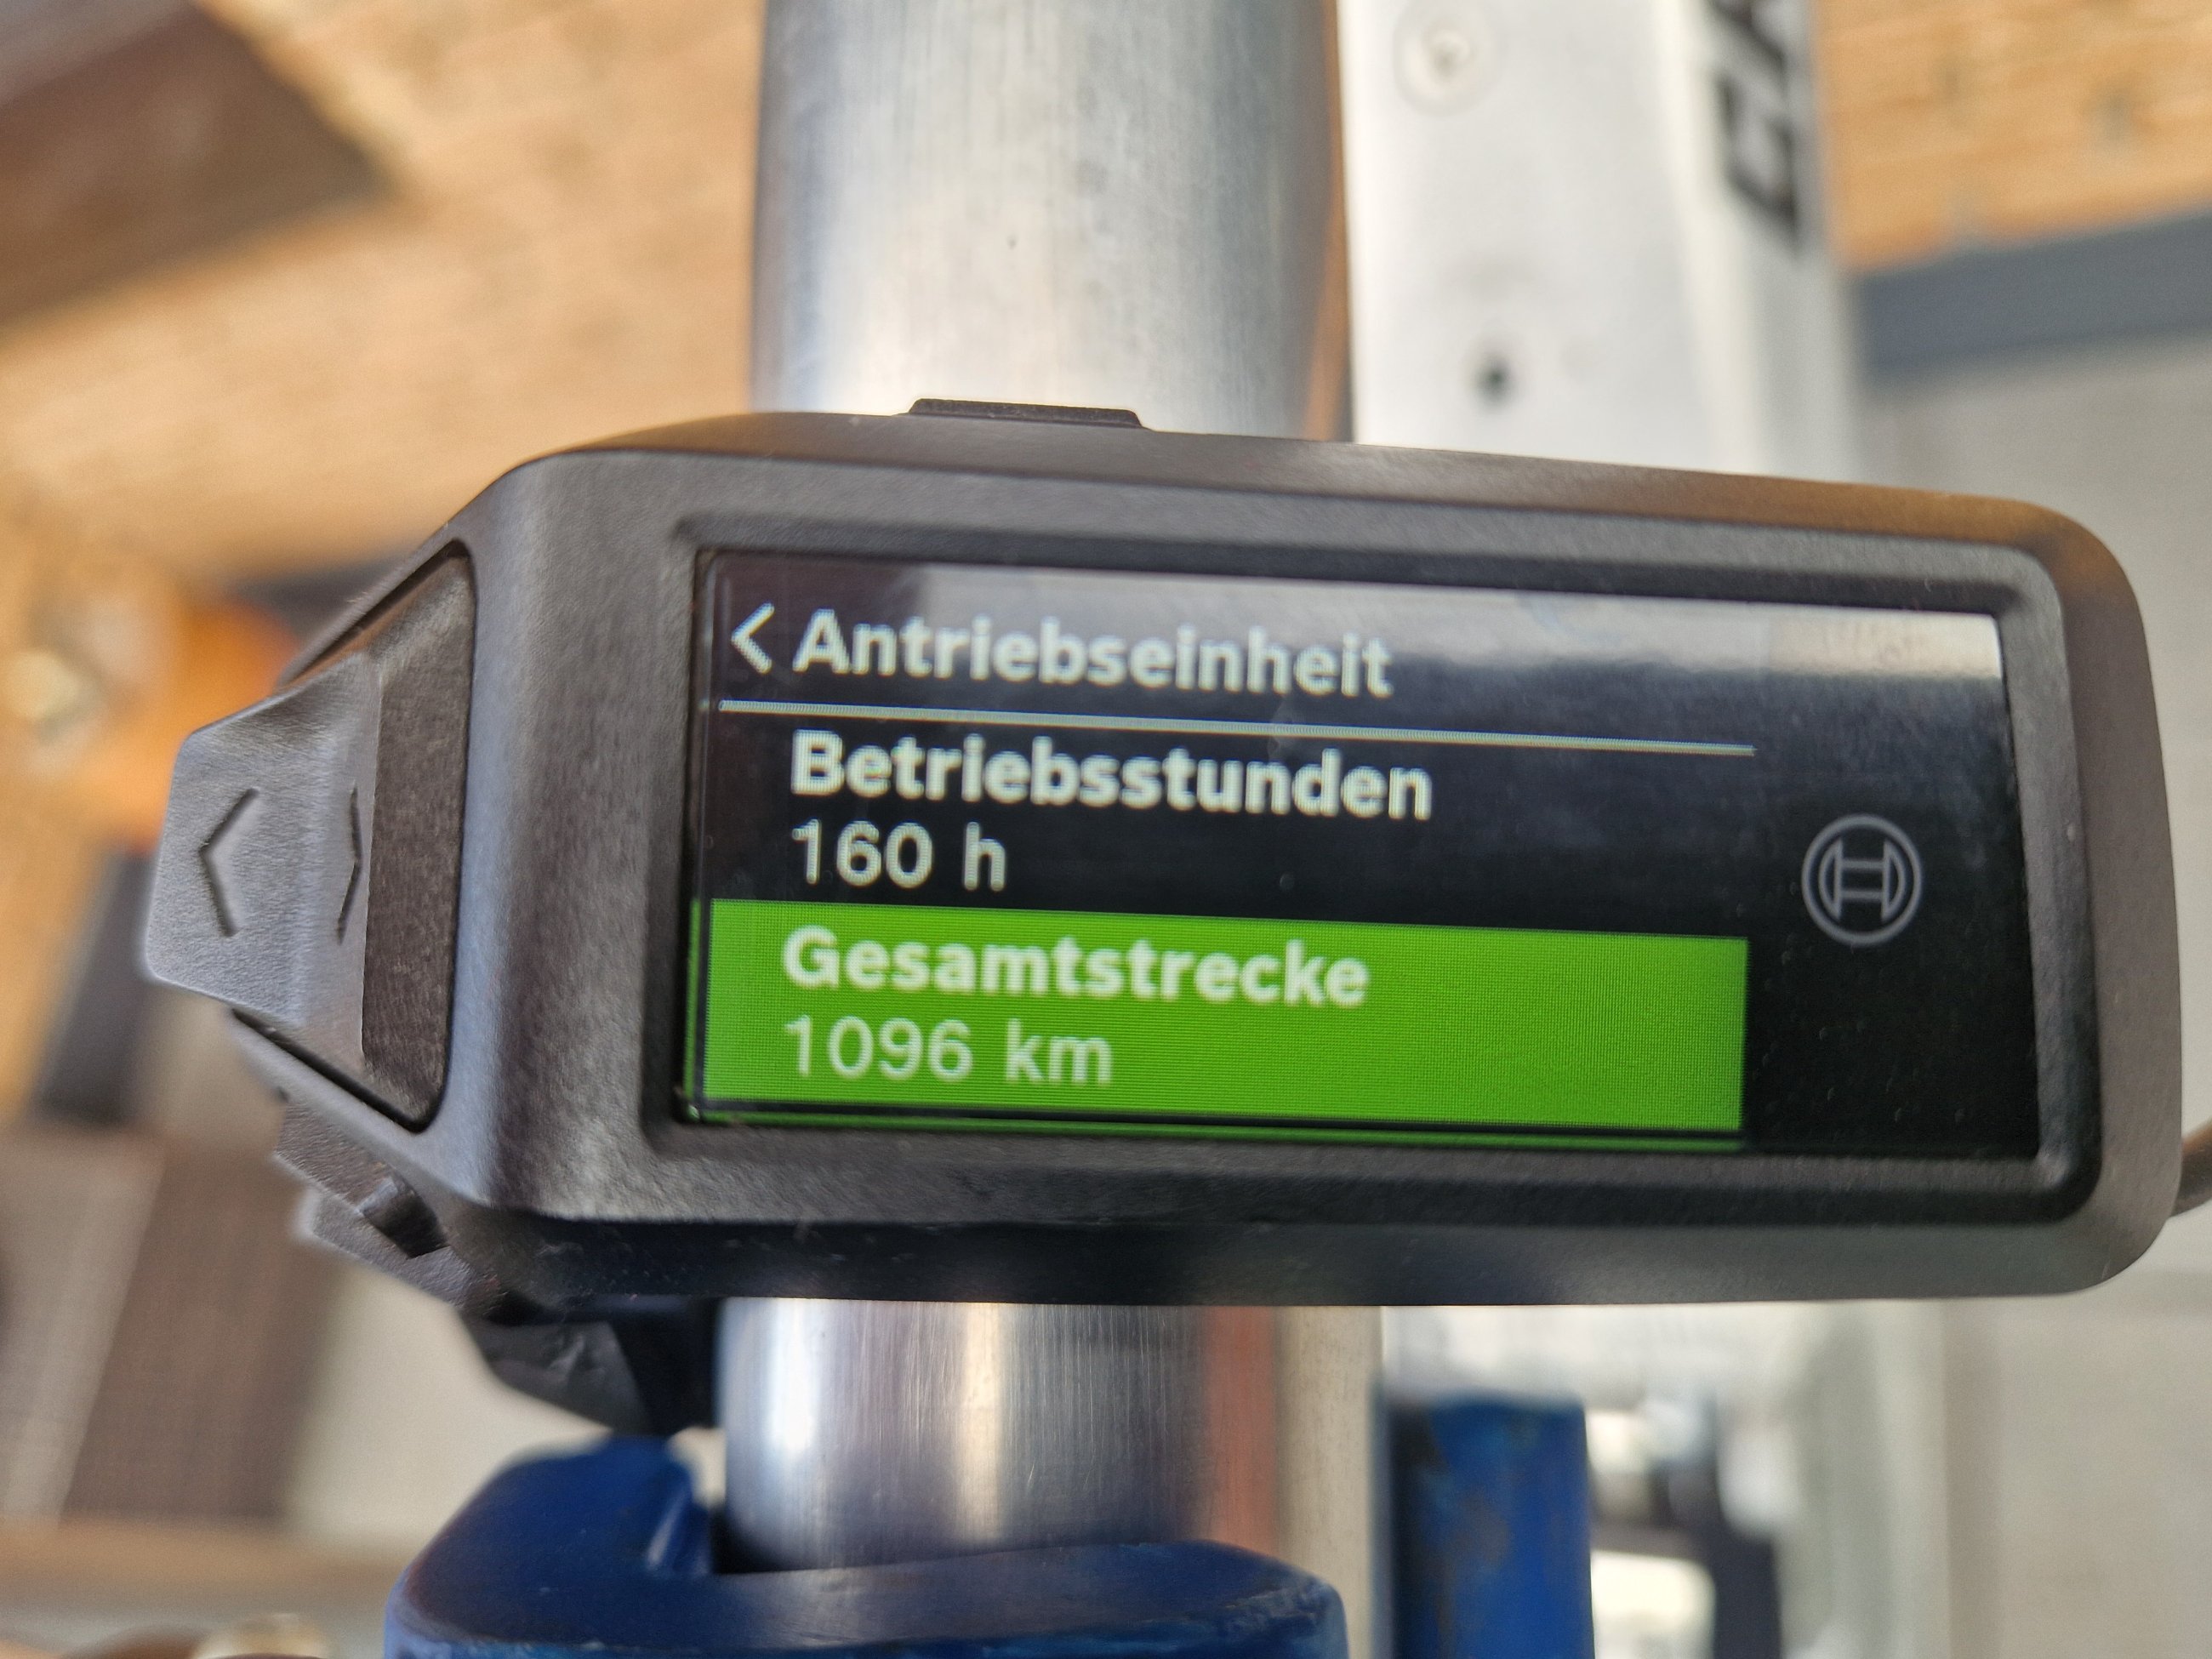 < Antriebseinheit
Betriebsstunden
160 h
Gesamtstrecke
1096 km